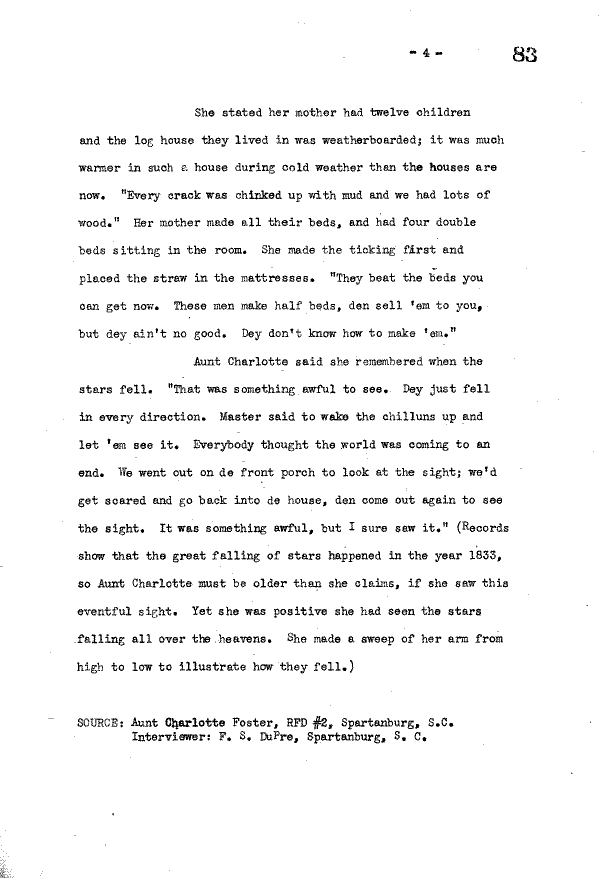 - 4 -
83
She stated her mother had twelve children
and the log house they lived in was weatherboarded; it was much
warmer in such a house during cold weather than the houses are
now. "Every crack was chinked up with mud and we had lots of
wood." Her mother made all their beds, and had four double
beds sitting in the room. She made the ticking first and
placed the straw in the mattresses. "They beat the beds you
can get now. These men make half beds, den sell 'em to you,
but dey ain't no good. Dey don't know how to make 'em."
Aunt Charlotte said she remembered when the
stars fell. "That was something awful to see. Dey just fell
in every direction. Master said to wake the chilluns up and
let 'em see it. Everybody thought the world was coming to an
end. We went out on de front porch to look at the sight; we'd
get scared and go back into de house, den come out again to see
the sight. It was something awful, but I sure saw it." (Records
show that the great falling of stars happened in the year 1833,
so Aunt Charlotte must be older than she claims, if she saw this
eventful sight. Yet she was positive she had seen the stars
falling all over the heavens. She made a sweep of her arm from
high to low to illustrate how they fell.)
SOURCE: Aunt Charlotte Foster, RFD #2, Spartanburg, S.C.
Interviewer: F. S. DuPre, Spartanburg, S. C.